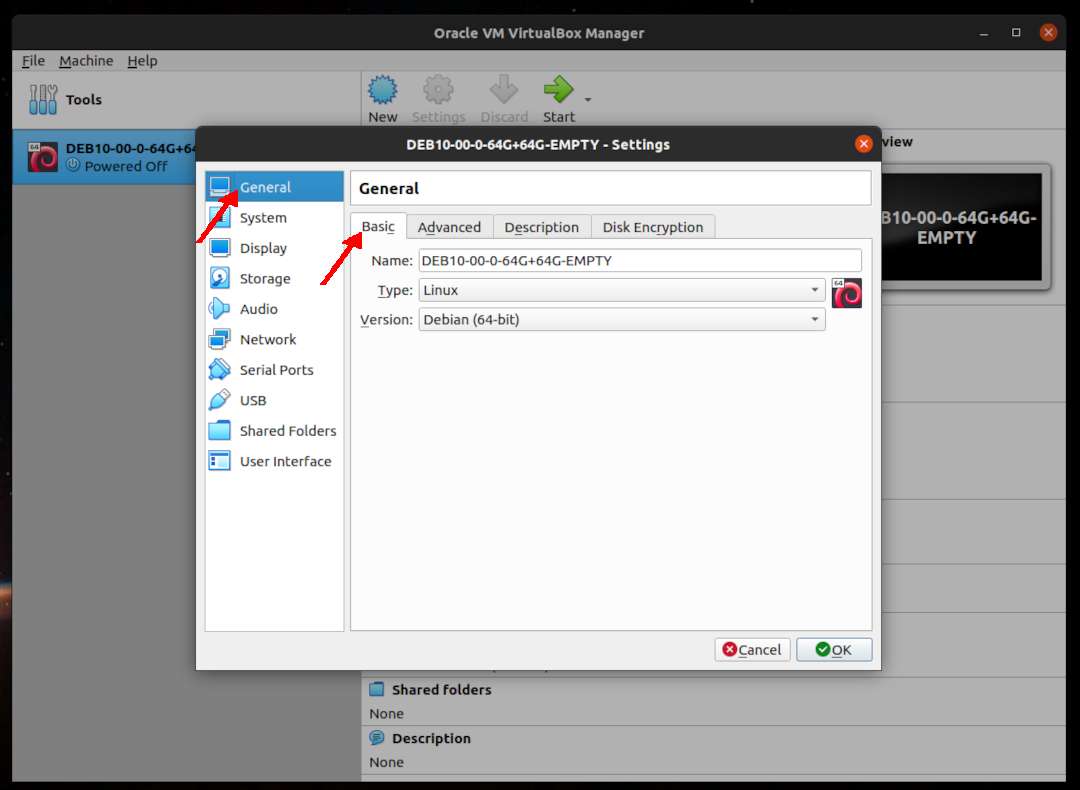 Oracle VM VirtualBox Manager
File Machine Help
Tools
New Settings Discard Start
DEB10-00-0-64G+64
Powered Off
DEB10-00-0-64G+64G-EMPTY - Settings
General
System
Display
Storage
Audio
Network
Serial Ports
USB
Shared Folders
User Interface
General
Basic Advanced Description Disk Encryption
Name: DEB10-00-0-64G+64G-EMPTY
Type: Linux
64
Version: Debian (64-bit)
Cancel OK
view
B10-00-0-64G+64G-
EMPTY
Shared folders
None
Description
None